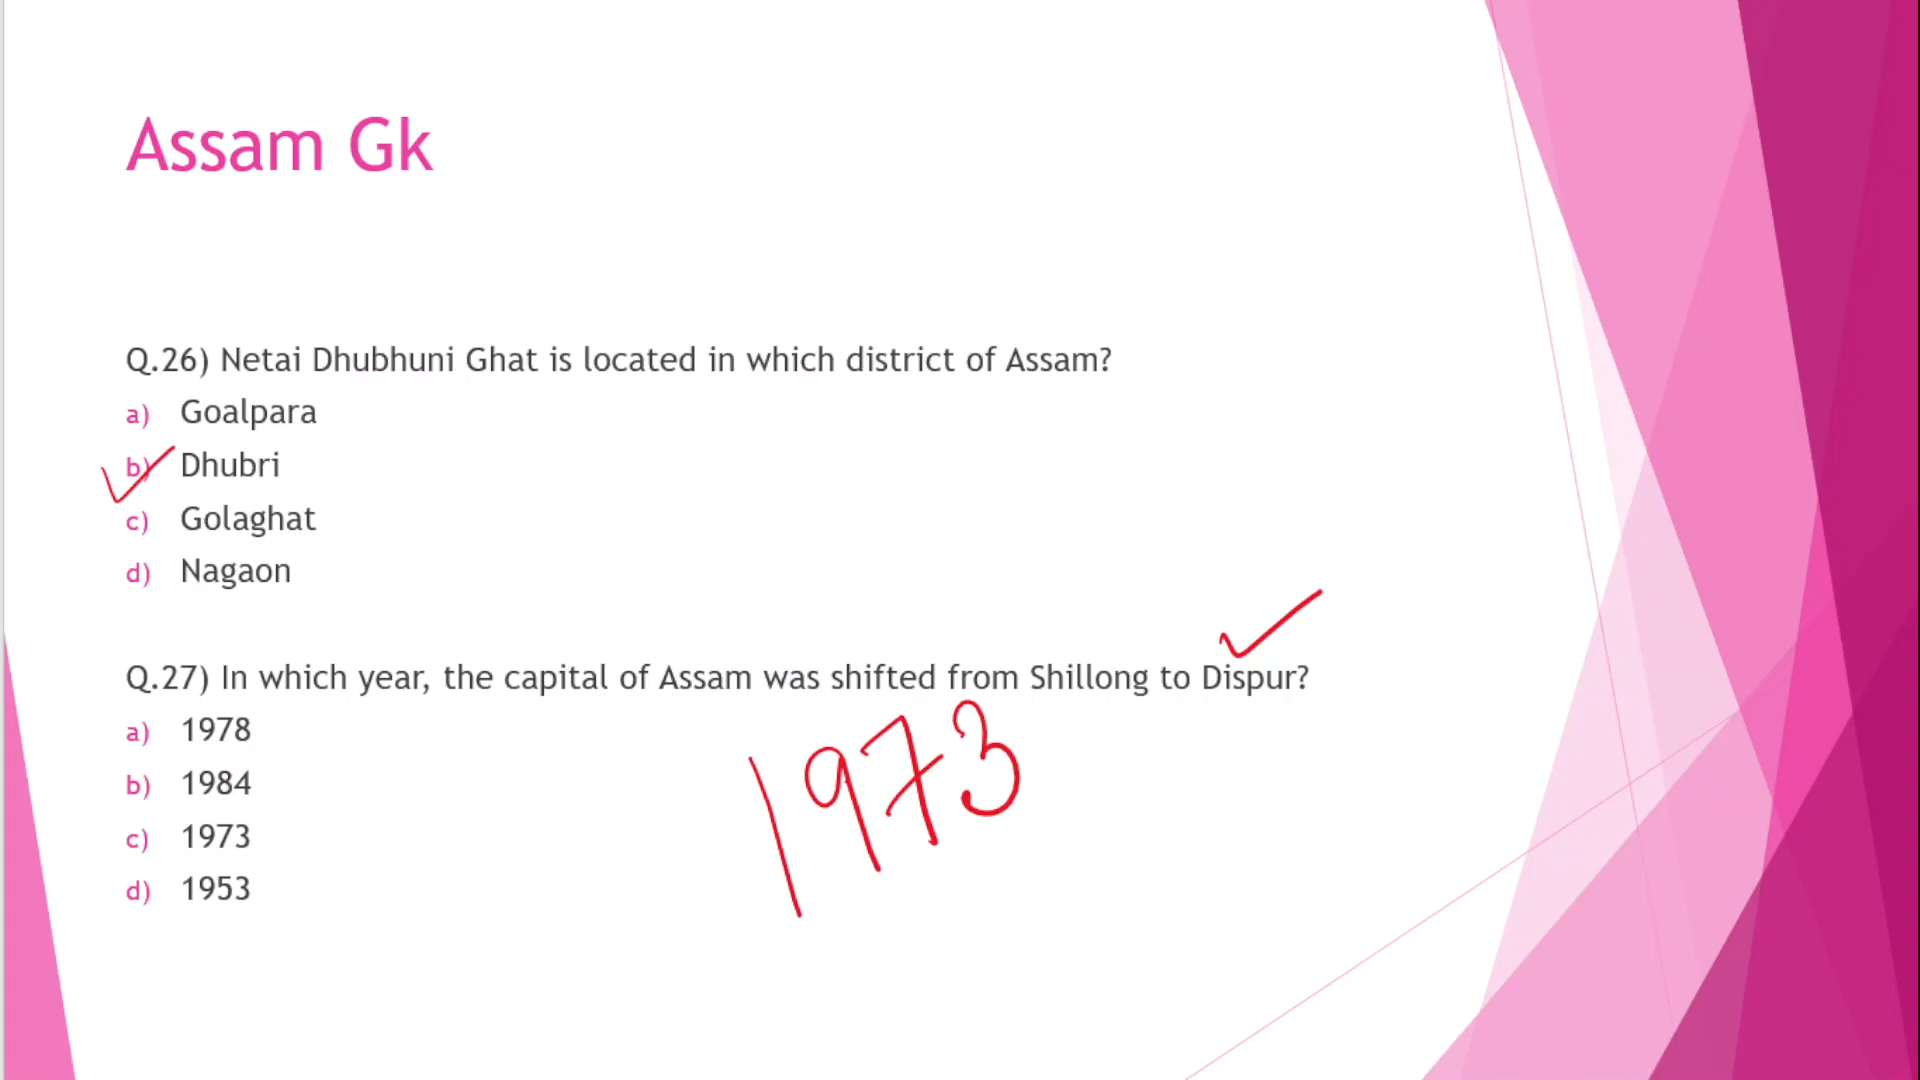 Assam Gk
Q.26) Netai Dhubhuni Ghat is located in which district of Assam?
a) Goalpara
b) Dhubri
c) Golaghat
d) Nagaon
Q.27) In which year, the capital of Assam was shifted from Shillong to Dispur?
a) 1978
b) 1984
c) 1973
d) 1953
1973